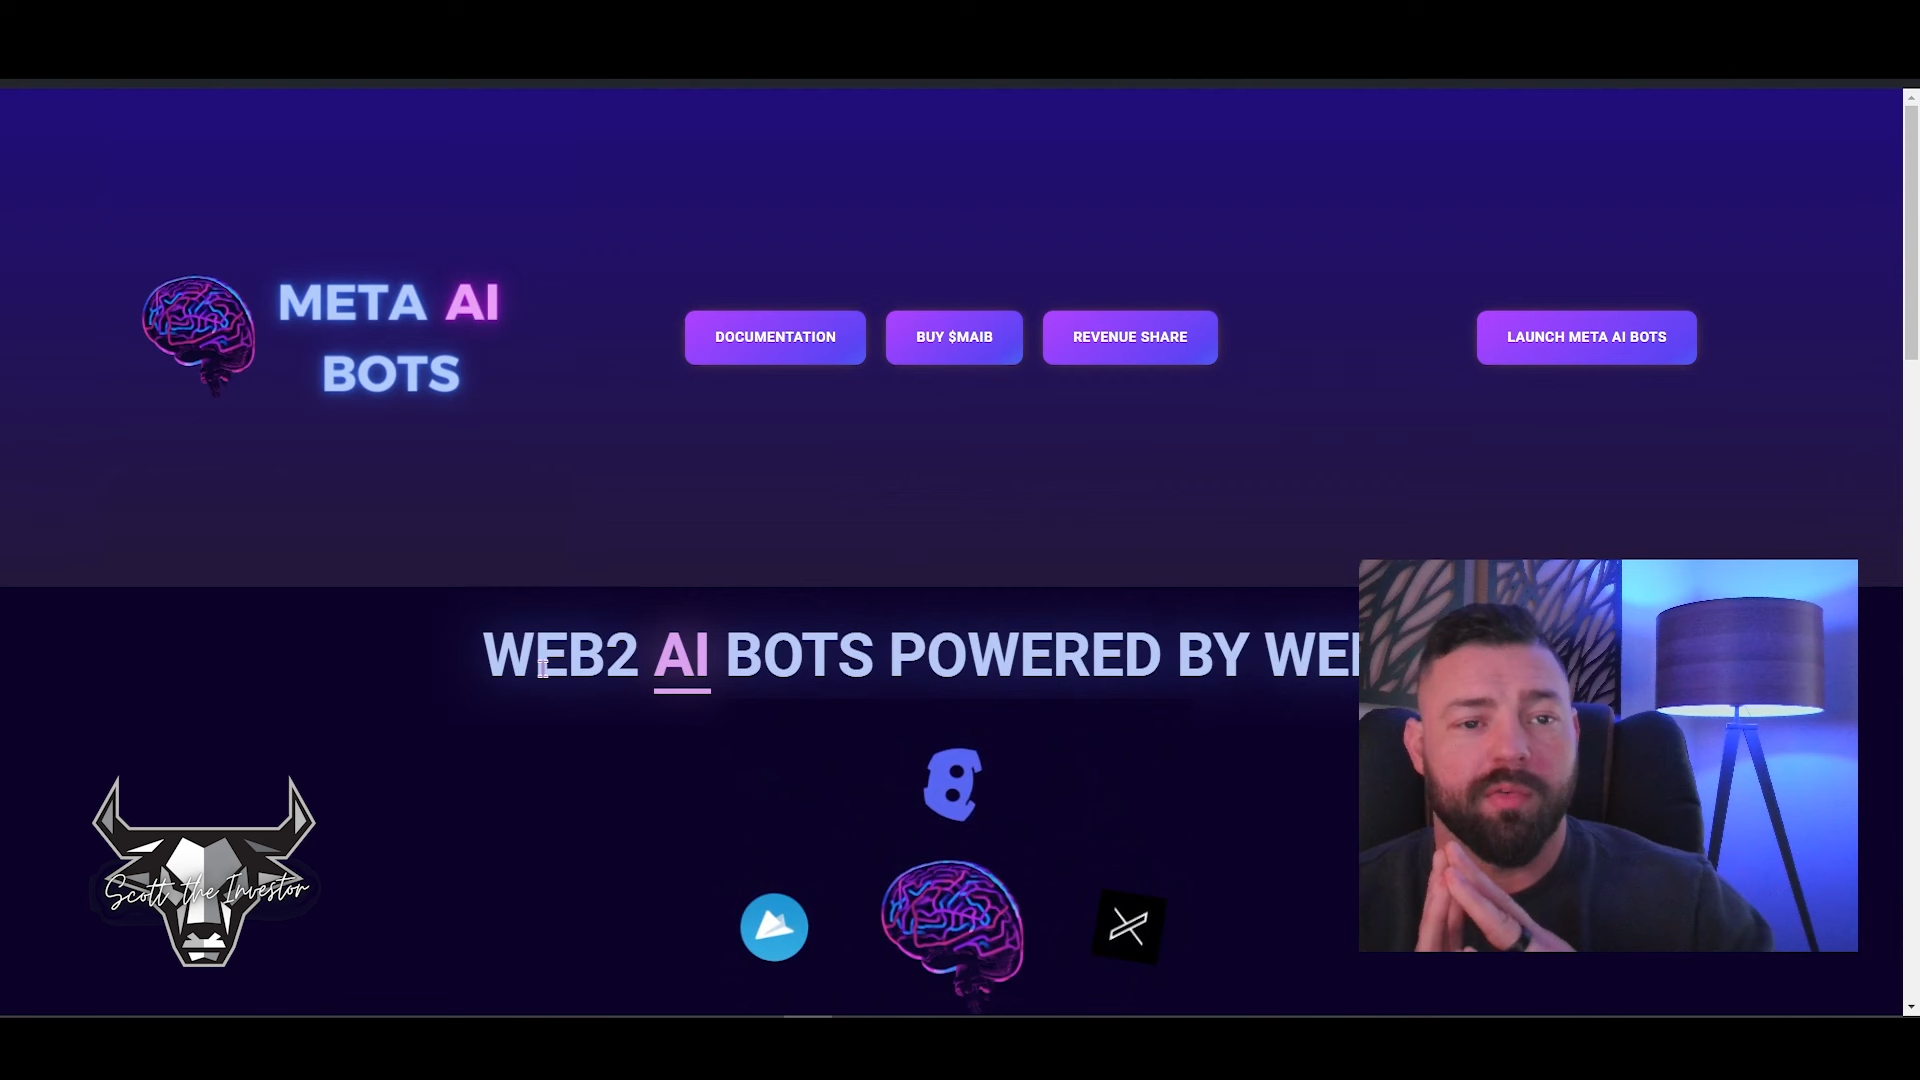 META AI
BOTS
DOCUMENTATION
BUY $MAIB
REVENUE SHARE
LAUNCH META AI BOTS
WEB2 AI BOTS POWERED BY
Scott the Investor